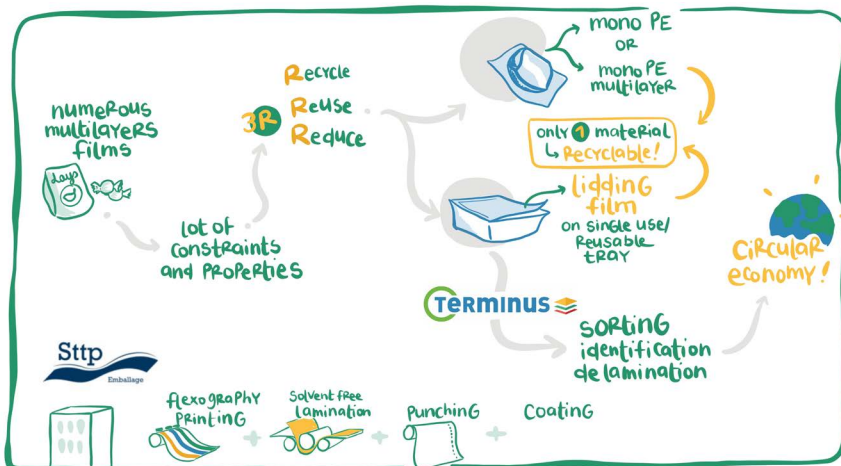 numerous
multilayers
films
Lays
lot of
constraints
and properties
3R
Recycle
Reuse
Reduce
mono PE
OR
mono PE
multilayer
only 1 material
Recyclable!
lidding
film
on single use/
Reusable
tray
TERMINUS
sorting
identification
delamination
circular
economy!
Sttp
Emballage
flexography
printing
+
Solvent free
lamination
+
Punching
+
Coating